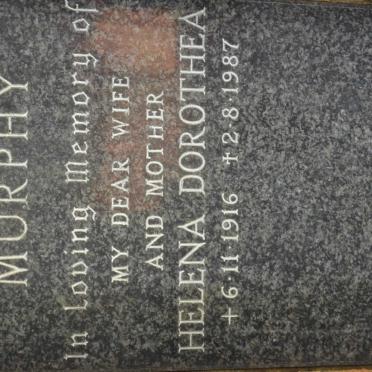 MURPHY
In Loving Memory of
MY DEAR WIFE
AND MOTHER
HELENA DOROTHEA
+6·11·1916 +2·8·1987